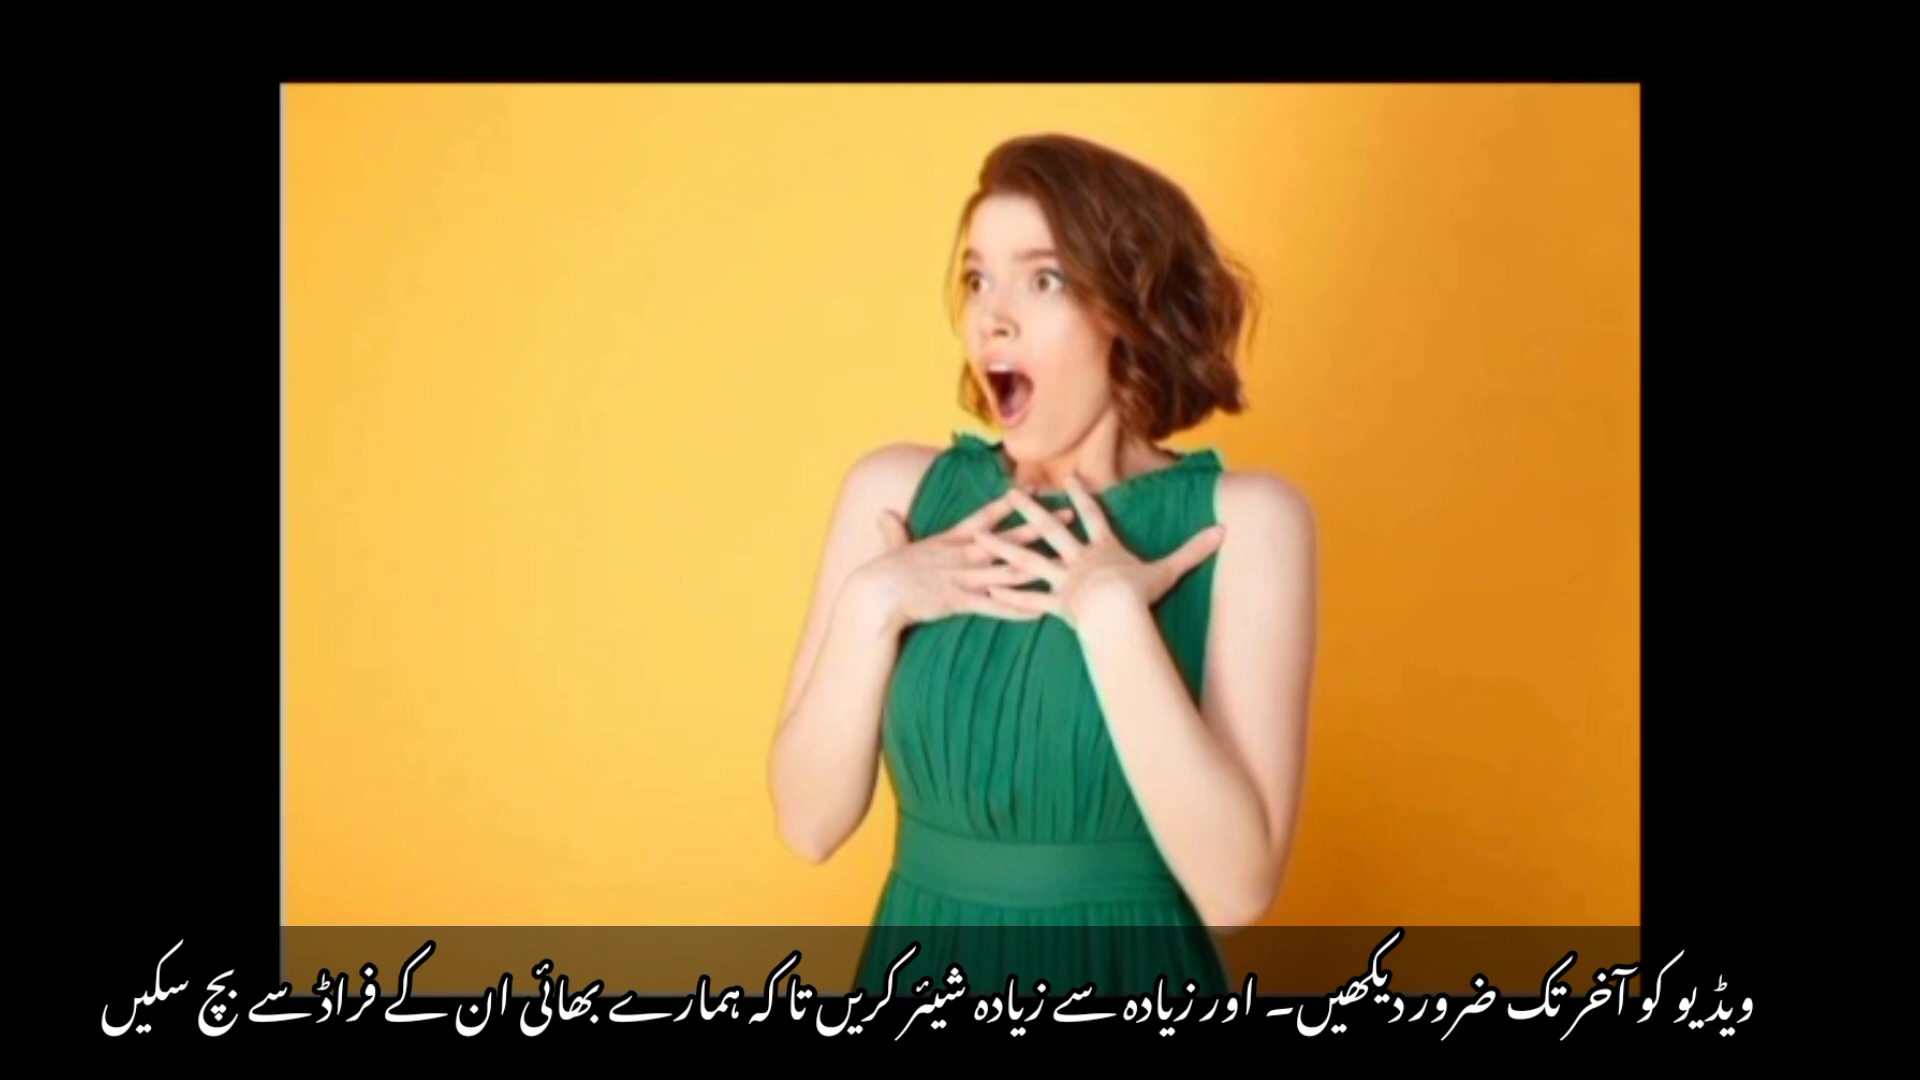 ویڈیو کو آخر تک ضرور دیکھیں۔ اور زیادہ سے زیادہ شیئر کریں تاکہ ہمارے بھائی ان کے فراڈ سے بچ سکیں